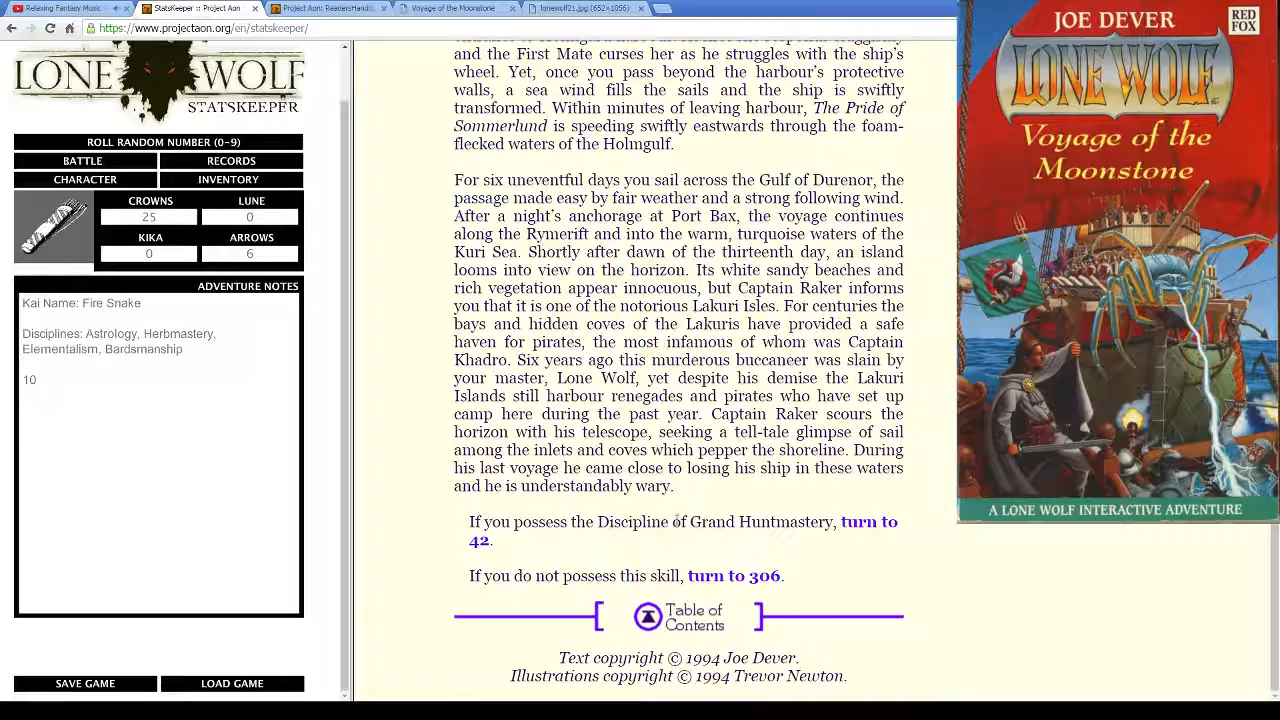 Relaxing Fantasy Music
StatsKeeper :: Project Aon
Project Aon: ReadersHandb
Voyage of the Moonstone
lonewolf21.jpg (652×1056)
https://www.projectaon.org/en/statskeeper/
LONE WOLF
STATSKEEPER
ROLL RANDOM NUMBER (0-9)
BATTLE
RECORDS
CHARACTER
INVENTORY
CROWNS
LUNE
25
0
KIKA
ARROWS
0
6
ADVENTURE NOTES
Kai Name: Fire Snake
Disciplines: Astrology, Herbmastery,
Elementalism, Bardsmanship
10
SAVE GAME
LOAD GAME
and the First Mate curses her as he struggles with the ship's
wheel. Yet, once you pass beyond the harbour's protective
walls, a sea wind fills the sails and the ship is swiftly
transformed. Within minutes of leaving harbour, The Pride of
Sommerlund is speeding swiftly eastwards through the foam-
flecked waters of the Holmgulf.
For six uneventful days you sail across the Gulf of Durenor, the
passage made easy by fair weather and a strong following wind.
After a night's anchorage at Port Bax, the voyage continues
along the Rymerift and into the warm, turquoise waters of the
Kuri Sea. Shortly after dawn of the thirteenth day, an island
looms into view on the horizon. Its white sandy beaches and
rich vegetation appear innocuous, but Captain Raker informs
you that it is one of the notorious Lakuri Isles. For centuries the
bays and hidden coves of the Lakuris have provided a safe
haven for pirates, the most infamous of whom was Captain
Khadro. Six years ago this murderous buccaneer was slain by
your master, Lone Wolf, yet despite his demise the Lakuri
Islands still harbour renegades and pirates who have set up
camp here during the past year. Captain Raker scours the
horizon with his telescope, seeking a tell-tale glimpse of sail
among the inlets and coves which pepper the shoreline. During
his last voyage he came close to losing his ship in these waters
and he is understandably wary.
If you possess the Discipline of Grand Huntmastery, turn to
42.
If you do not possess this skill, turn to 306.
Table of
Contents
Text copyright © 1994 Joe Dever.
Illustrations copyright © 1994 Trevor Newton.
JOE DEVER
RED
FOX
LONE WOLF
Voyage of the
Moonstone
A LONE WOLF INTERACTIVE ADVENTURE